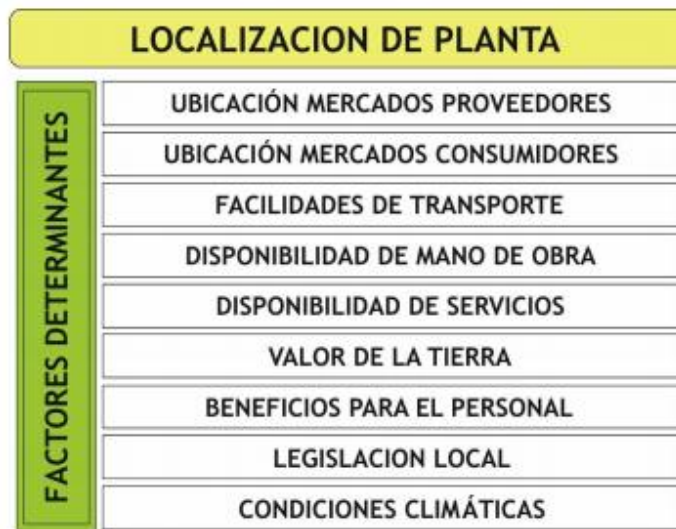 LOCALIZACION DE PLANTA
FACTORES DETERMINANTES
UBICACIÓN MERCADOS PROVEEDORES
UBICACIÓN MERCADOS CONSUMIDORES
FACILIDADES DE TRANSPORTE
DISPONIBILIDAD DE MANO DE OBRA
DISPONIBILIDAD DE SERVICIOS
VALOR DE LA TIERRA
BENEFICIOS PARA EL PERSONAL
LEGISLACION LOCAL
CONDICIONES CLIMÁTICAS